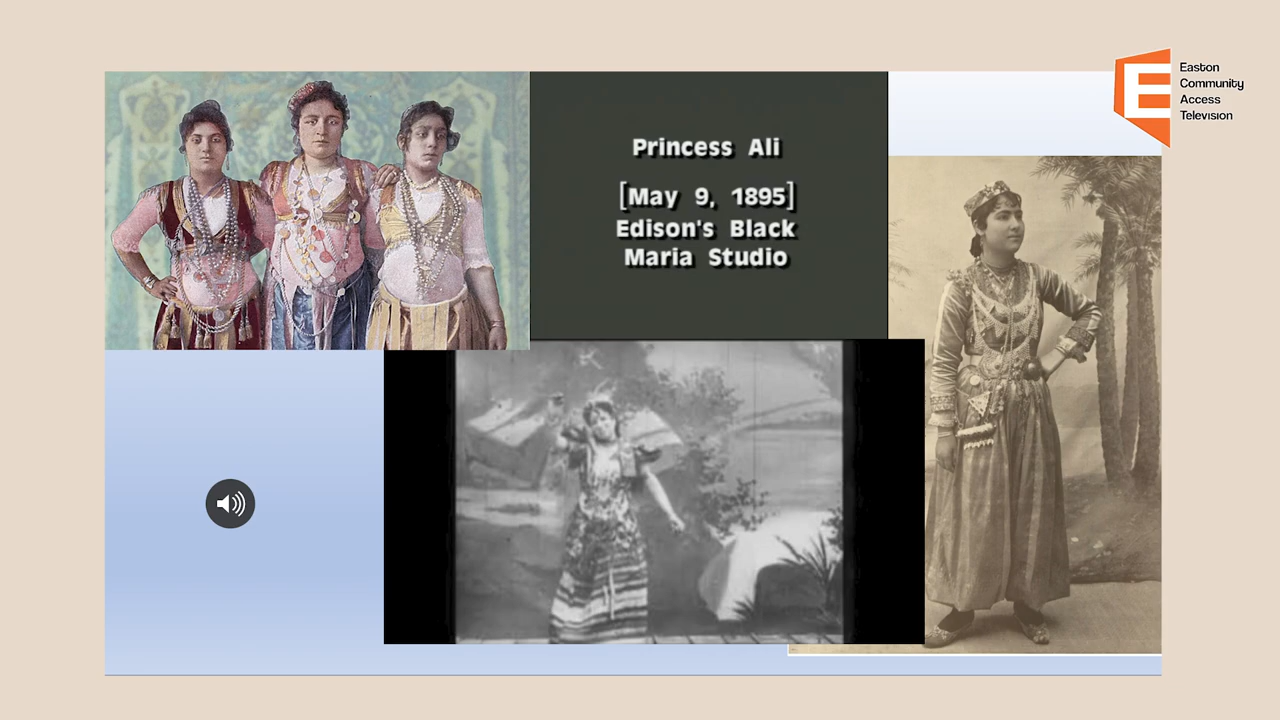 Princess Ali
[May 9, 1895]
Edison's Black
Maria Studio
Easton
Community
Access
Television